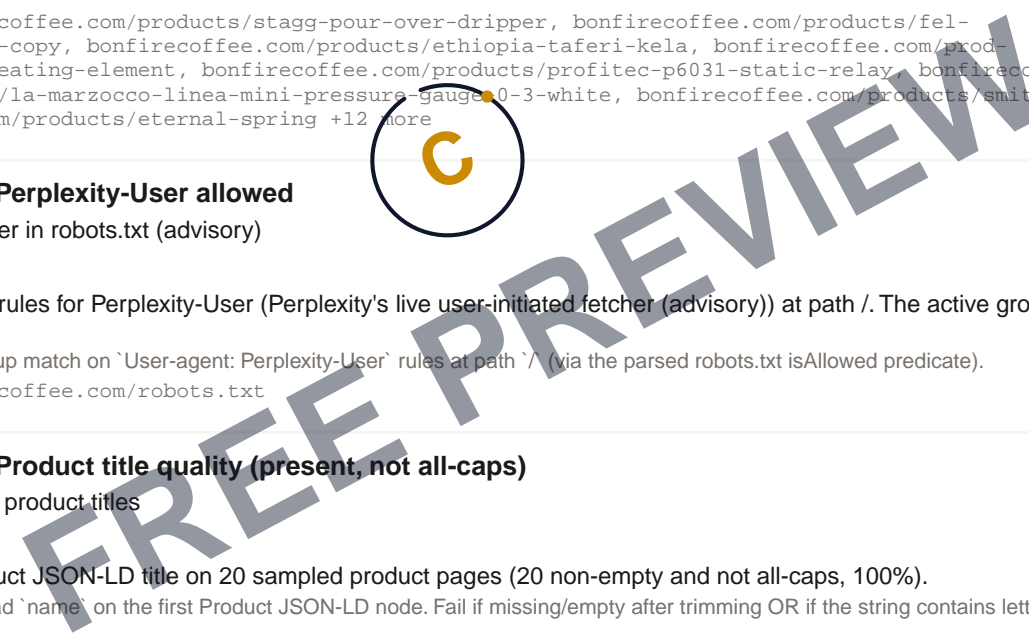 coffee.com/products/stagg-pour-over-dripper, bonfirecoffee.com/products/fel-
-copy, bonfirecoffee.com/products/ethiopia-taferi-kela, bonfirecoffee.com/prod-
eating-element, bonfirecoffee.com/products/profitec-p6031-static-relay, bonfireco
/la-marzocco-linea-mini-pressure-gauge-0-3-white, bonfirecoffee.com/products/smit
m/products/eternal-spring +12 more
C
Perplexity-User allowed
er in robots.txt (advisory)
rules for Perplexity-User (Perplexity's live user-initiated fetcher (advisory)) at path /. The active gro
up match on `User-agent: Perplexity-User` rules at path `/` (via the parsed robots.txt isAllowed predicate).
coffee.com/robots.txt
Product title quality (present, not all-caps)
product titles
uct JSON-LD title on 20 sampled product pages (20 non-empty and not all-caps, 100%).
ad `name` on the first Product JSON-LD node. Fail if missing/empty after trimming OR if the string contains lett
FREE PREVIEW